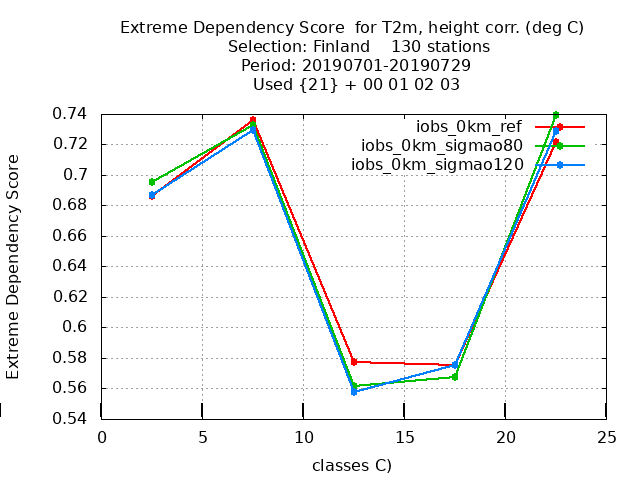 Extreme Dependency Score  for T2m, height corr. (deg C)
Selection: Finland    130 stations
Period: 20190701-20190729
Used {21} + 00 01 02 03
iobs_0km_ref
iobs_0km_sigmao80
iobs_0km_sigmao120
Extreme Dependency Score
0.74
0.72
0.7
0.68
0.66
0.64
0.62
0.6
0.58
0.56
0.54
0 5 10 15 20 25
classes C)